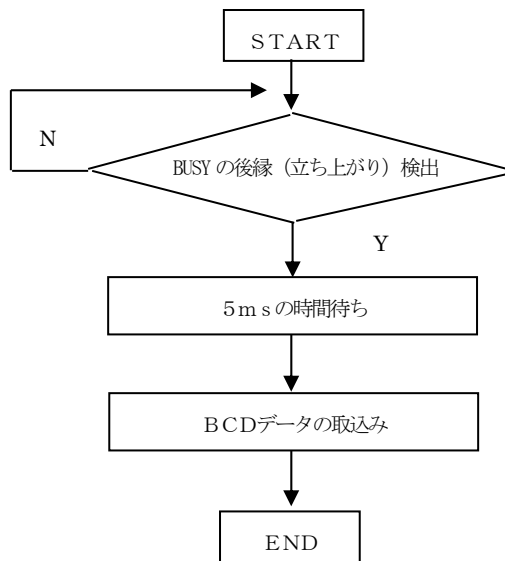 ＳＴＡＲＴ
N
BUSY の後縁（立ち上がり）検出
Y
５ｍｓの時間待ち
ＢＣＤデータの取込み
ＥＮＤ